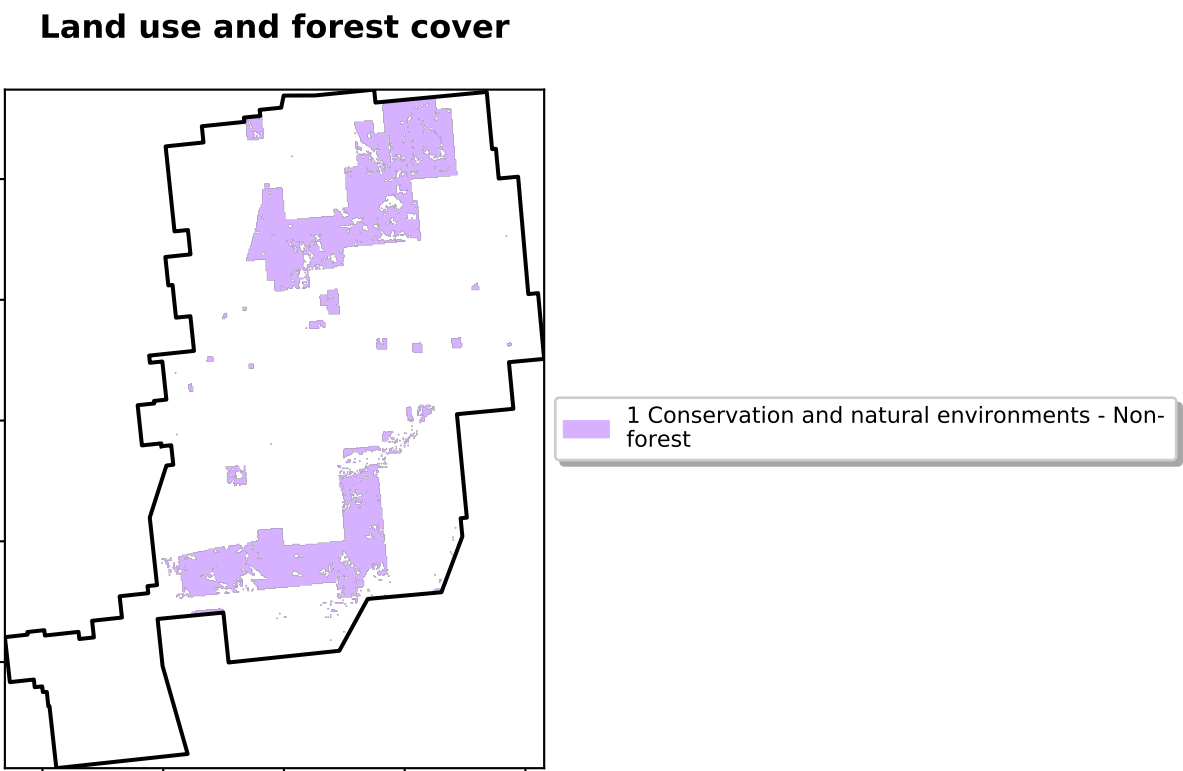 Land use and forest cover
1 Conservation and natural environments - Non-
forest